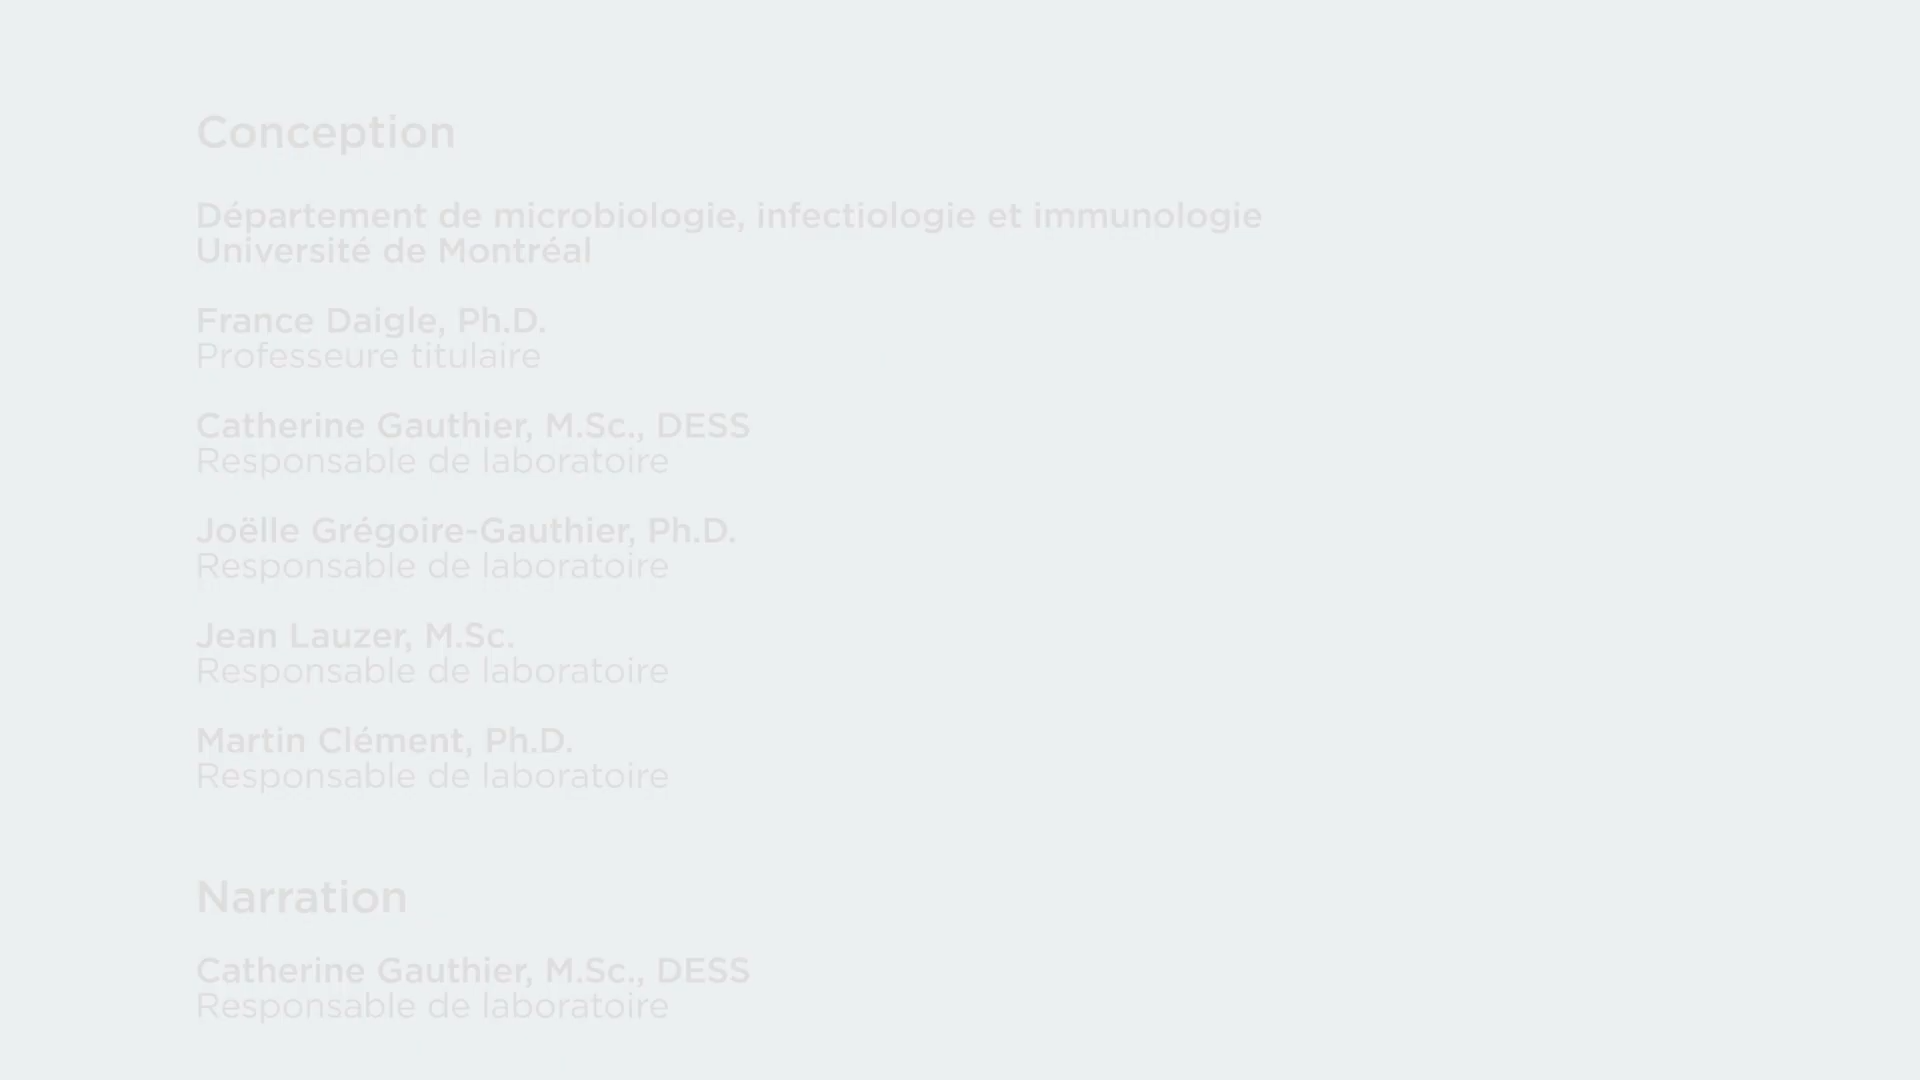 Conception
Département de microbiologie, infectiologie et immunologie
Université de Montréal
France Daigle, Ph.D.
Professeure titulaire
Catherine Gauthier, M.Sc., DESS
Responsable de laboratoire
Joëlle Grégoire-Gauthier, Ph.D.
Responsable de laboratoire
Jean Lauzer, M.Sc.
Responsable de laboratoire
Martin Clément, Ph.D.
Responsable de laboratoire
Narration
Catherine Gauthier, M.Sc., DESS
Responsable de laboratoire